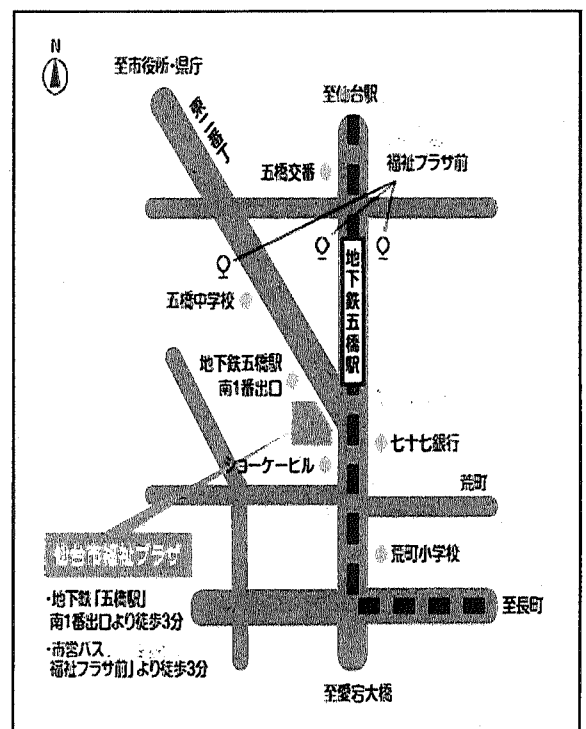 N
至市役所・県庁
至仙台駅
東二番丁
五橋交番
福祉プラザ前
地下鉄五橋駅
五橋中学校
地下鉄五橋駅
南1番出口
七十七銀行
ショーケービル
荒町
仙台市福祉プラザ
荒町小学校
・地下鉄「五橋駅」
南1番出口より徒歩3分
至長町
・市営バス
福祉プラザ前」より徒歩3分
至愛宕大橋